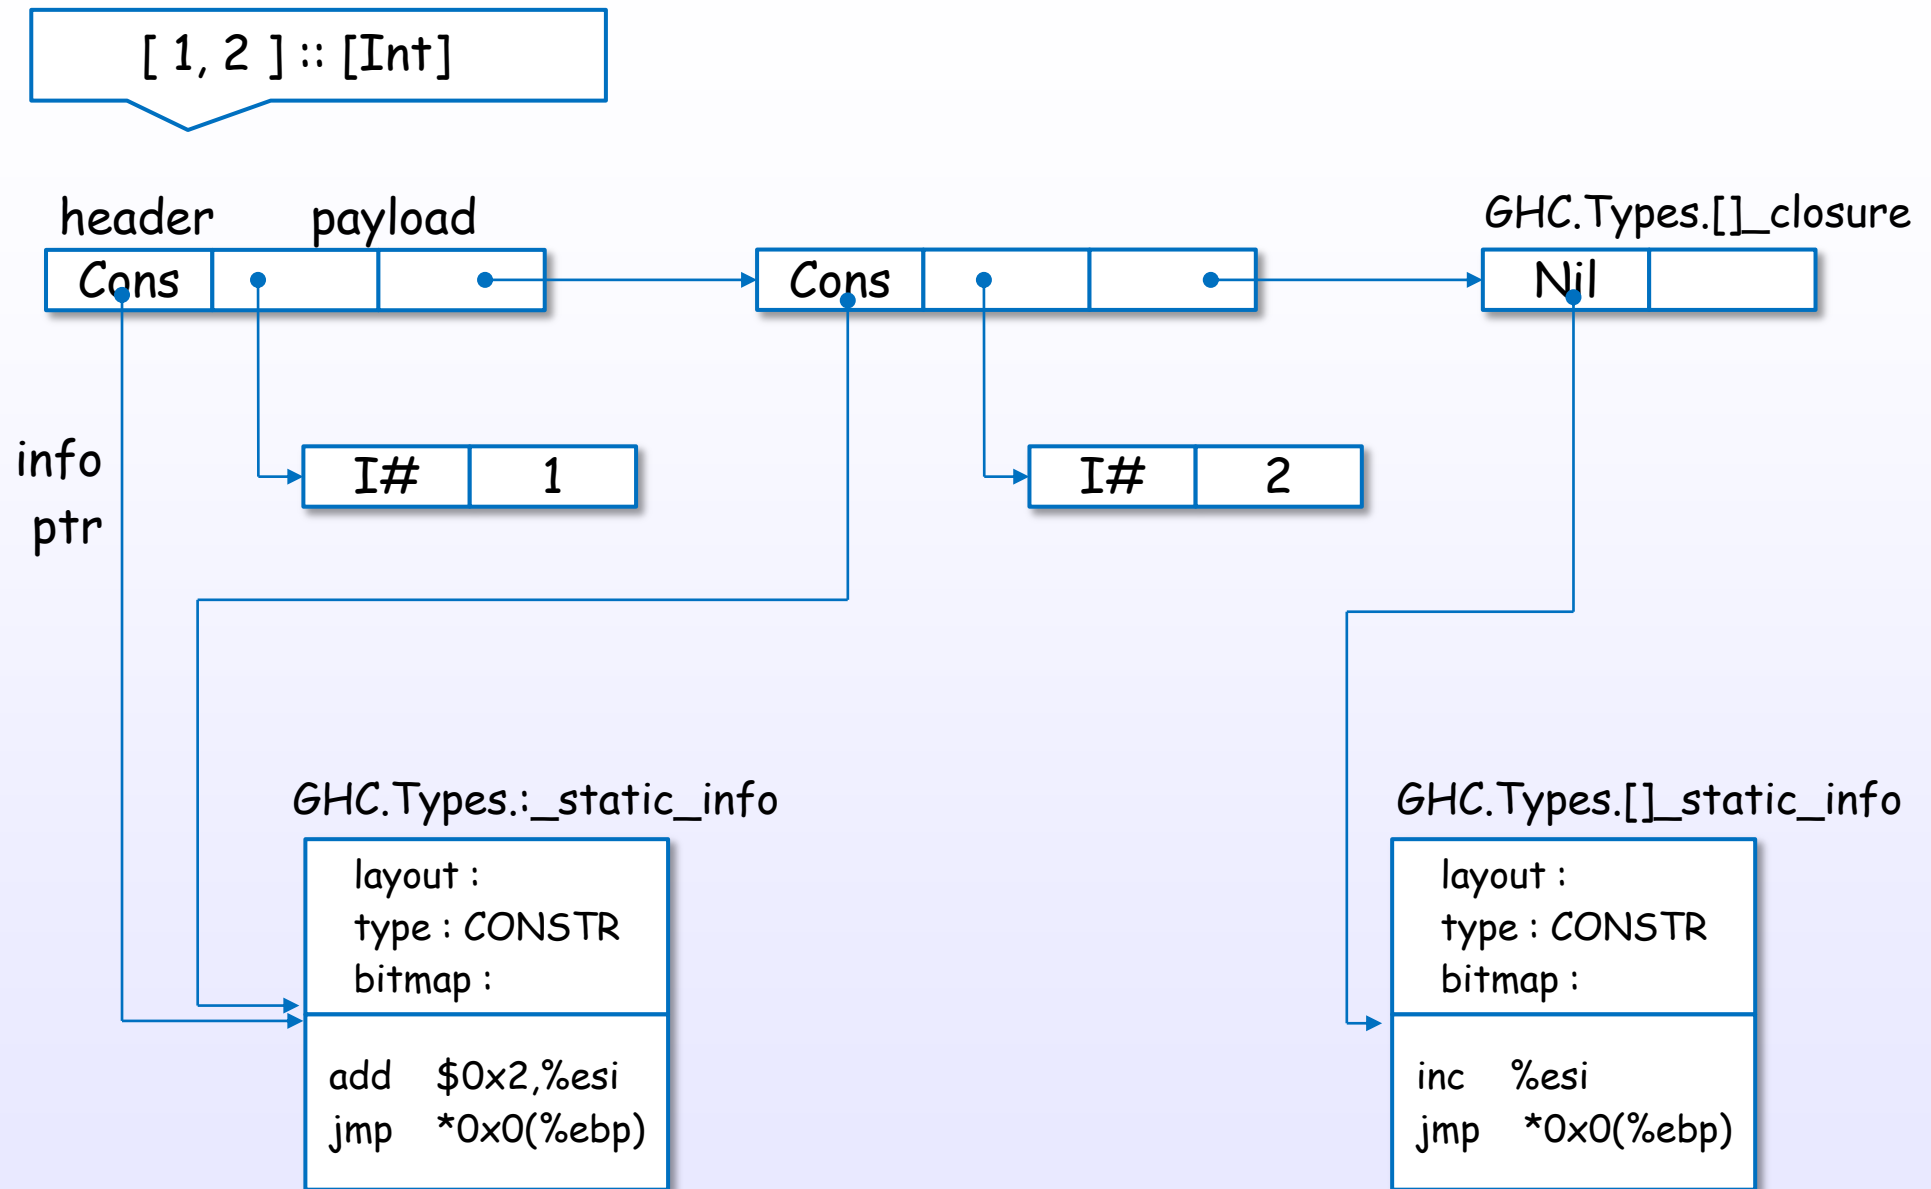 [ 1, 2 ] :: [Int]
header payload
GHC.Types.[]_closure
Cons
Cons
Nil
info
ptr
I# 1
I# 2
GHC.Types.:_static_info
layout :
type : CONSTR
bitmap :
add $0x2,%esi
jmp *0x0(%ebp)
GHC.Types.[]_static_info
layout :
type : CONSTR
bitmap :
inc %esi
jmp *0x0(%ebp)